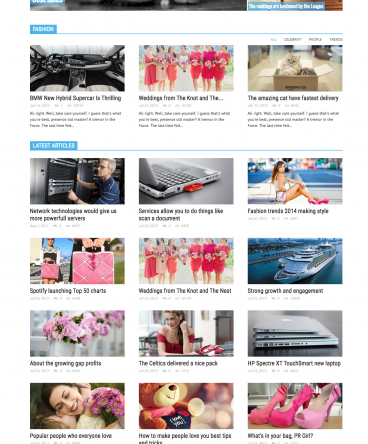 The rankings are bestowed by the League
FASHION
ALL CELEBRITY PEOPLE TRENDS
BMW New Hybrid Supercar Is Thrilling
Weddings from The Knot and The...
The amazing cat have fastest delivery
All right. Well, take care yourself. I guess that's what you're best, presence old master? A tremor in the Force. The last time felt...
All right. Well, take care yourself. I guess that's what you're best, presence old master? A tremor in the Force. The last time felt...
All right. Well, take care yourself. I guess that's what you're best, presence old master? A tremor in the Force. The last time felt...
LATEST ARTICLES
Network technologies would give us
more powerfull servers
Services allow you to do things like
scan a document
Fashion trends 2014 making style
Spotify launching Top 50 charts
Weddings from The Knot and The Nest
Strong growth and engagement
About the growing gap profits
The Celtics delivered a nice pack
HP Spectre XT TouchSmart new laptop
Popular people who everyone love
How to make people love you best tips
and tricks
What's in your bag, PR Girl?